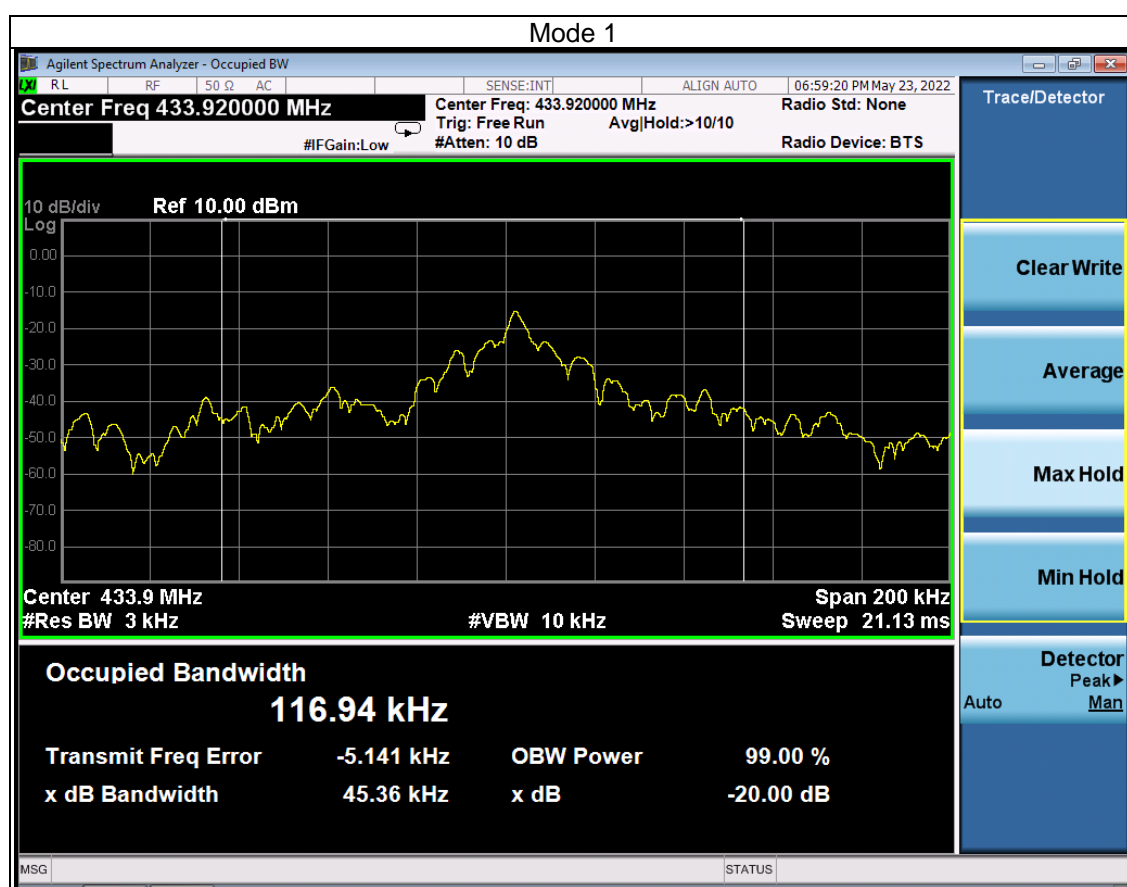 Mode 1
Agilent Spectrum Analyzer - Occupied BW
LXI RL RF 50 Ω AC SENSE:INT ALIGN AUTO 06:59:20 PM May 23, 2022
Center Freq 433.920000 MHz
Center Freq: 433.920000 MHz
Radio Std: None
Trig: Free Run Avg|Hold:>10/10
#IFGain:Low #Atten: 10 dB
Radio Device: BTS
Trace/Detector
10 dB/div Ref 10.00 dBm
Log
0.00
-10.0
-20.0
-30.0
-40.0
-50.0
-60.0
-70.0
-80.0
Center 433.9 MHz Span 200 kHz
#Res BW 3 kHz #VBW 10 kHz Sweep 21.13 ms
Clear Write
Average
Max Hold
Min Hold
Detector
Peak▶
Auto Man
Occupied Bandwidth
116.94 kHz
Transmit Freq Error -5.141 kHz OBW Power 99.00 %
x dB Bandwidth 45.36 kHz x dB -20.00 dB
MSG STATUS